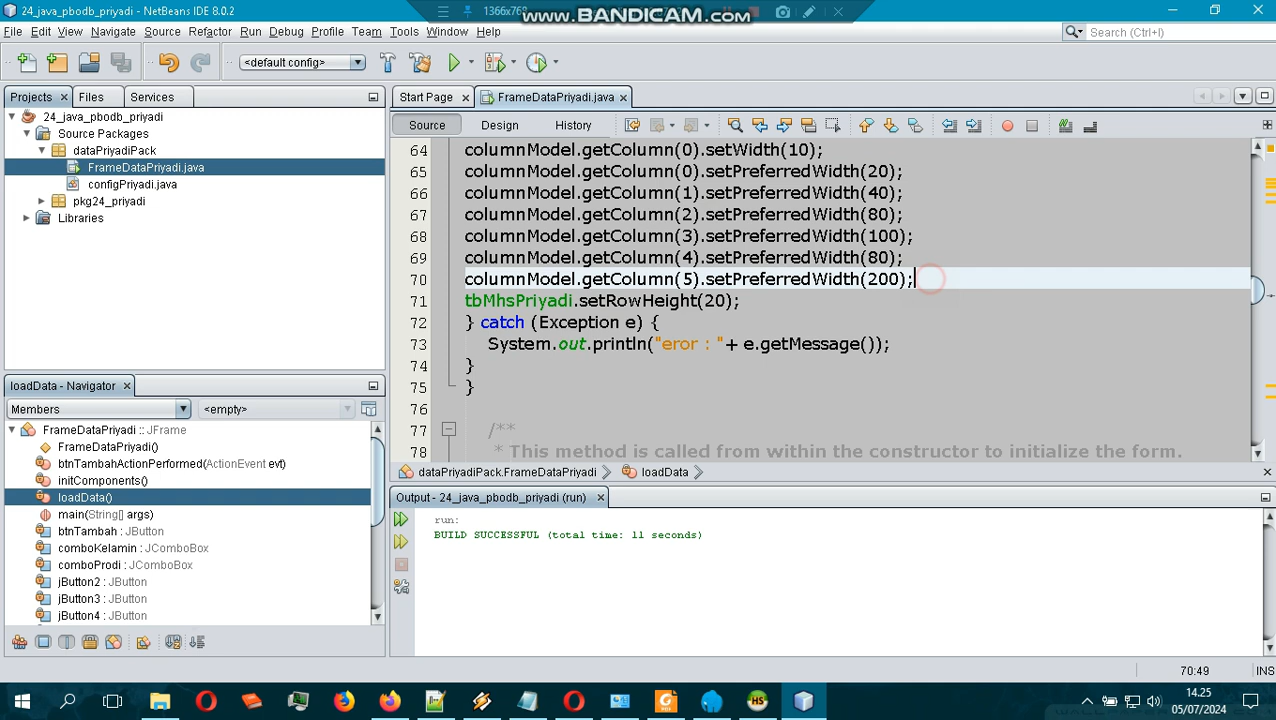 24_java_pbodb_priyadi - NetBeans IDE 8.0.2
1366x768
www.BANDICAM.com
File Edit View Navigate Source Refactor Run Debug Profile Team Tools Window Help
Search (Ctrl+I)
<default config>
Projects Files Services
24_java_pbodb_priyadi
Source Packages
dataPriyadiPack
FrameDataPriyadi.java
configPriyadi.java
pkg24_priyadi
Libraries
Start Page FrameDataPriyadi.java
Source Design History
64 columnModel.getColumn(0).setWidth(10);
65 columnModel.getColumn(0).setPreferredWidth(20);
66 columnModel.getColumn(1).setPreferredWidth(40);
67 columnModel.getColumn(2).setPreferredWidth(80);
68 columnModel.getColumn(3).setPreferredWidth(100);
69 columnModel.getColumn(4).setPreferredWidth(80);
70 columnModel.getColumn(5).setPreferredWidth(200);
71 tbMhsPriyadi.setRowHeight(20);
72 } catch (Exception e) {
73 System.out.println("eror : "+ e.getMessage());
74 }
75 }
76
77 /**
78 * This method is called from within the constructor to initialize the form.
dataPriyadiPack.FrameDataPriyadi loadData
loadData - Navigator
Members <empty>
FrameDataPriyadi :: JFrame
FrameDataPriyadi()
btnTambahActionPerformed(ActionEvent evt)
initComponents()
loadData()
main(String[] args)
btnTambah : JButton
comboKelamin : JComboBox
comboProdi : JComboBox
jButton2 : JButton
jButton3 : JButton
jButton4 : JButton
Output - 24_java_pbodb_priyadi (run)
run:
BUILD SUCCESSFUL (total time: 11 seconds)
70:49 INS
14.25
05/07/2024